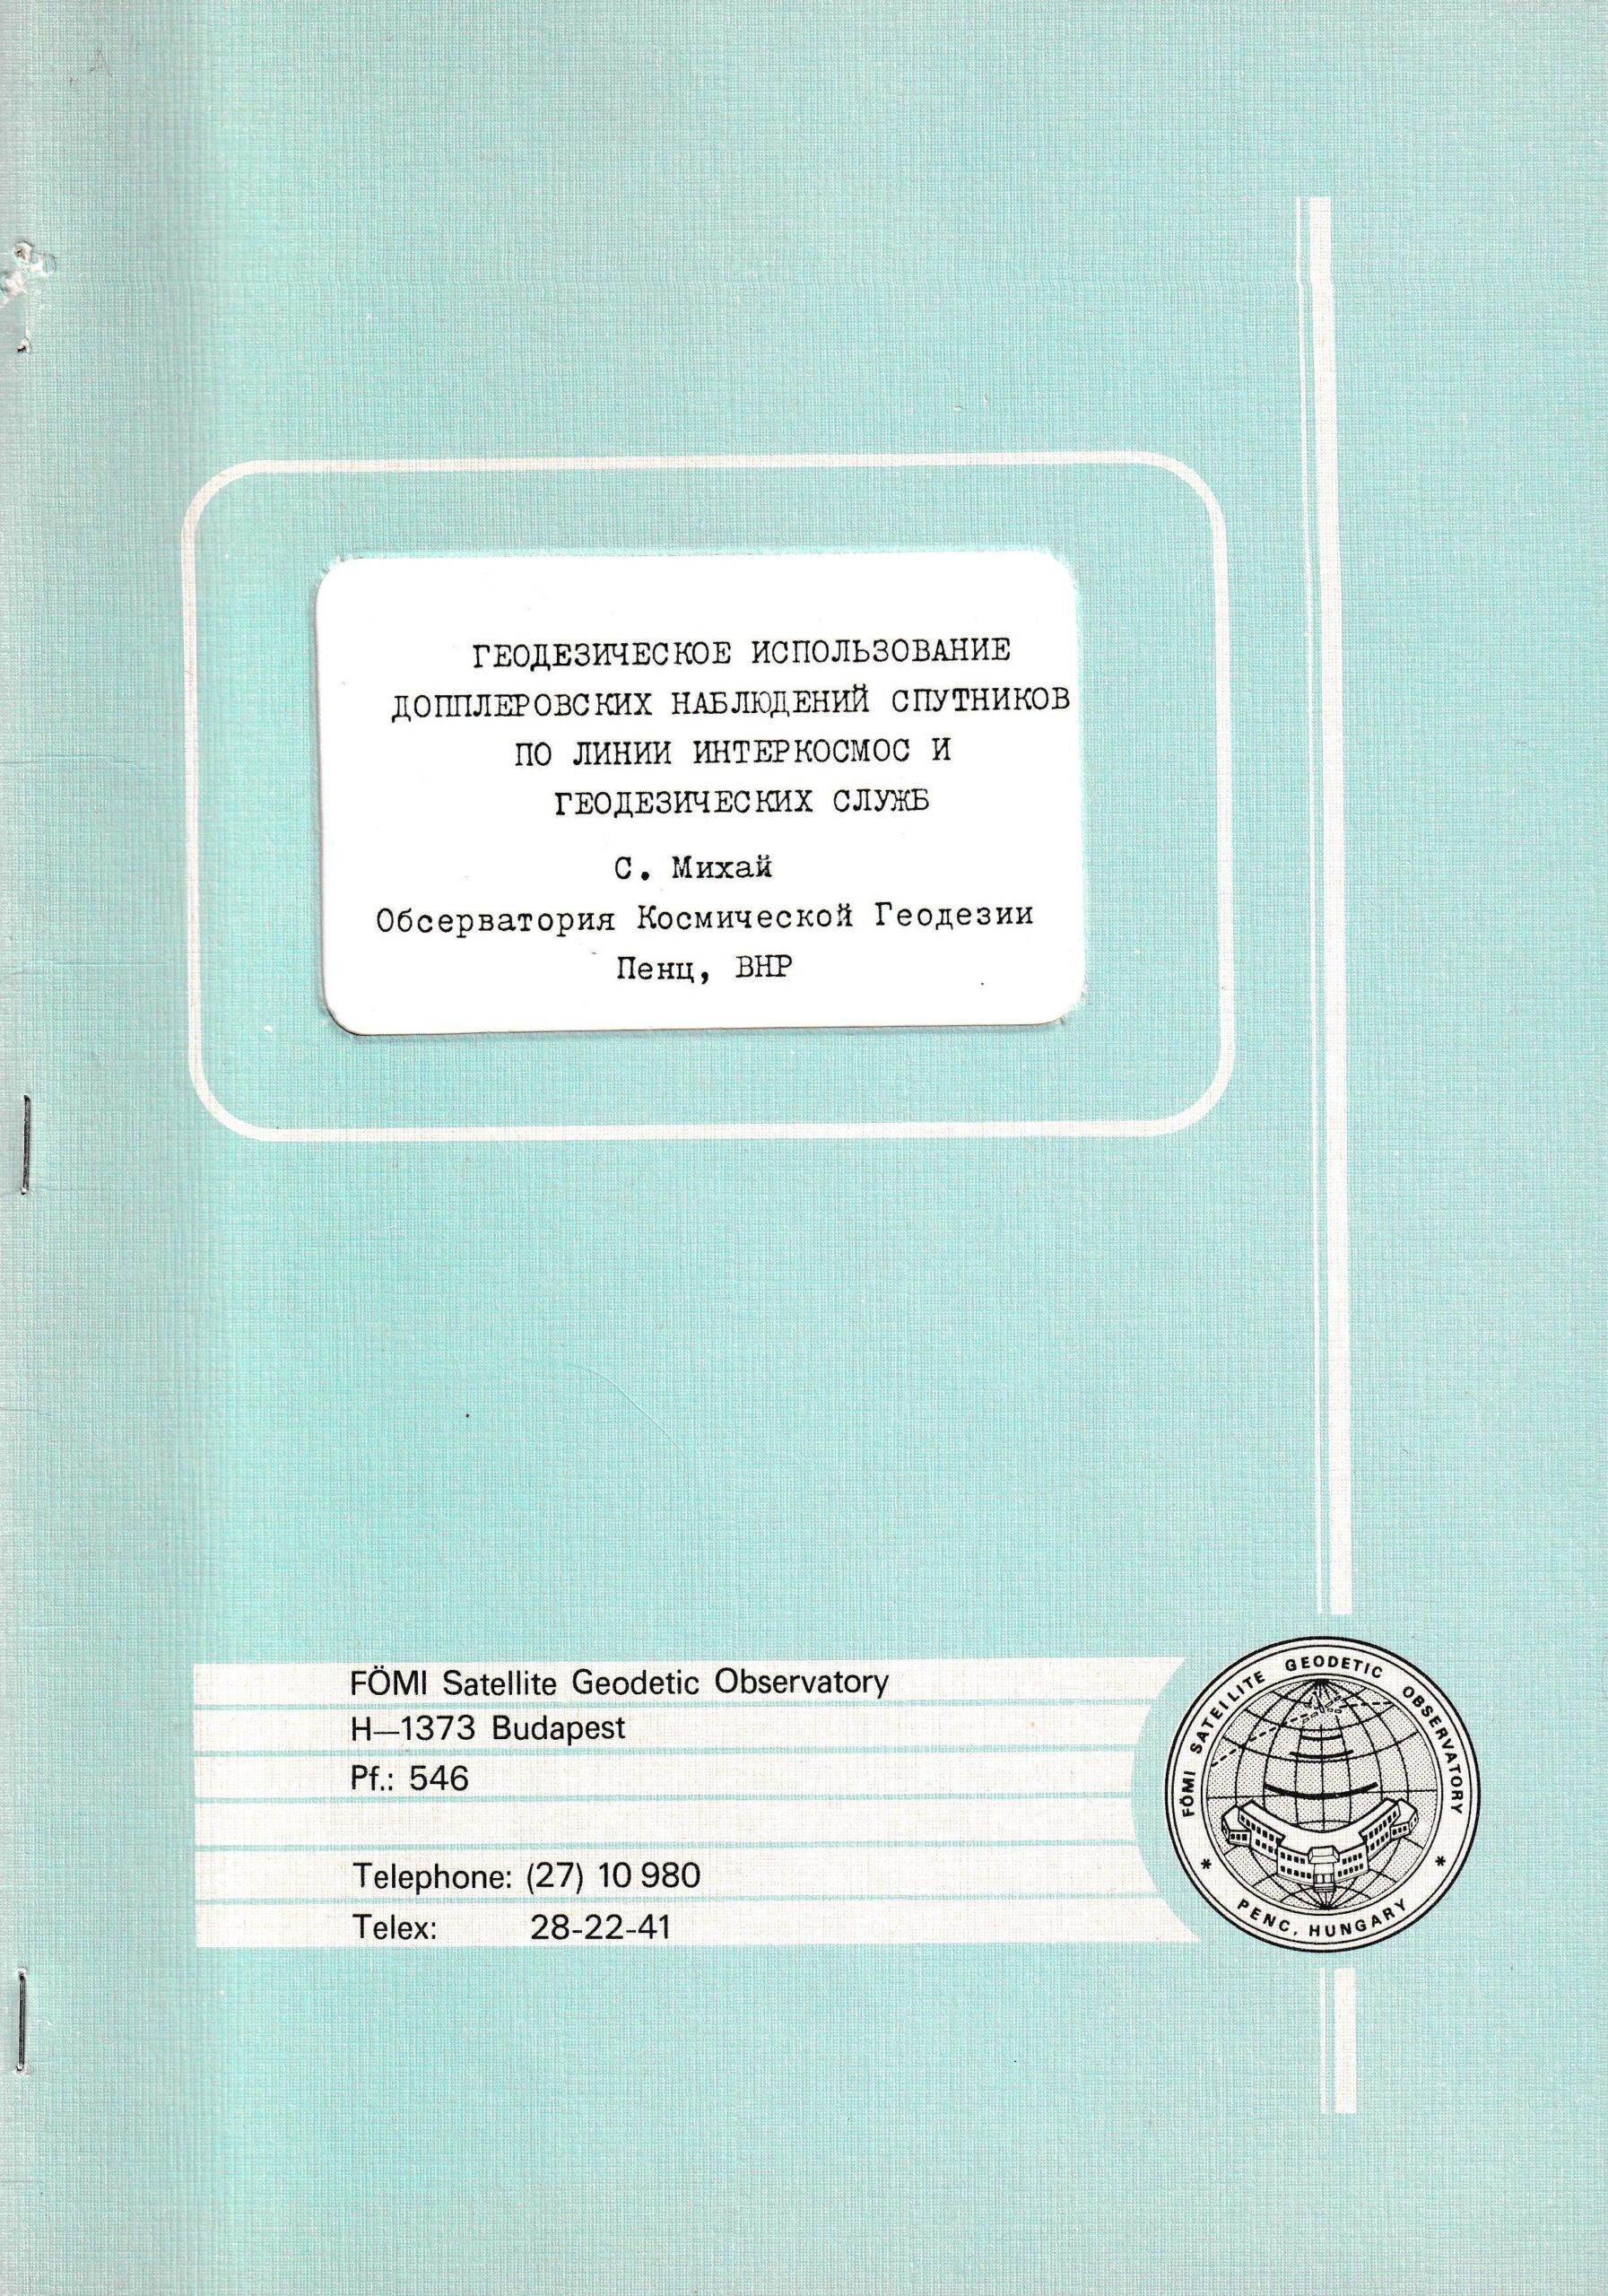 ГЕОДЕЗИЧЕСКОЕ ИСПОЛЬЗОВАНИЕ
ДОППЛЕРОВСКИХ НАБЛЮДЕНИЙ СПУТНИКОВ
ПО ЛИНИИ ИНТЕРКОСМОС И
ГЕОДЕЗИЧЕСКИХ СЛУЖБ
С. Михай
Обсерватория Космической Геодезии
Пенц, ВНР
FÖMI Satellite Geodetic Observatory
H—1373 Budapest
Pf.: 546
Telephone: (27) 10 980
Telex: 28-22-41
FÖMI SATELLITE GEODETIC OBSERVATORY
* PENC, HUNGARY *